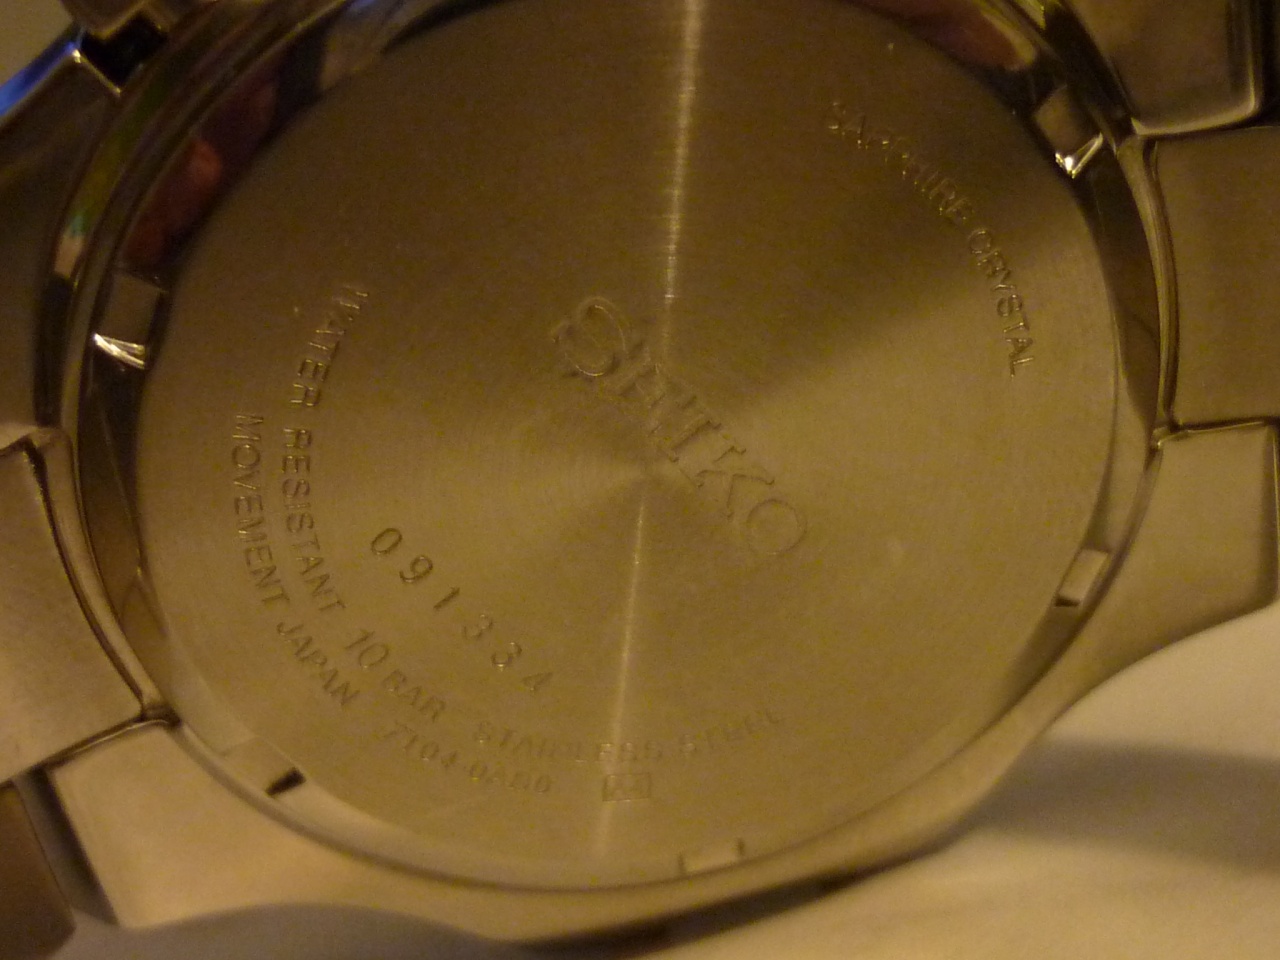 SAPPHIRE CRYSTAL
SEIKO
091334
WATER RESISTANT 10 BAR STAINLESS STEEL
MOVEMENT JAPAN